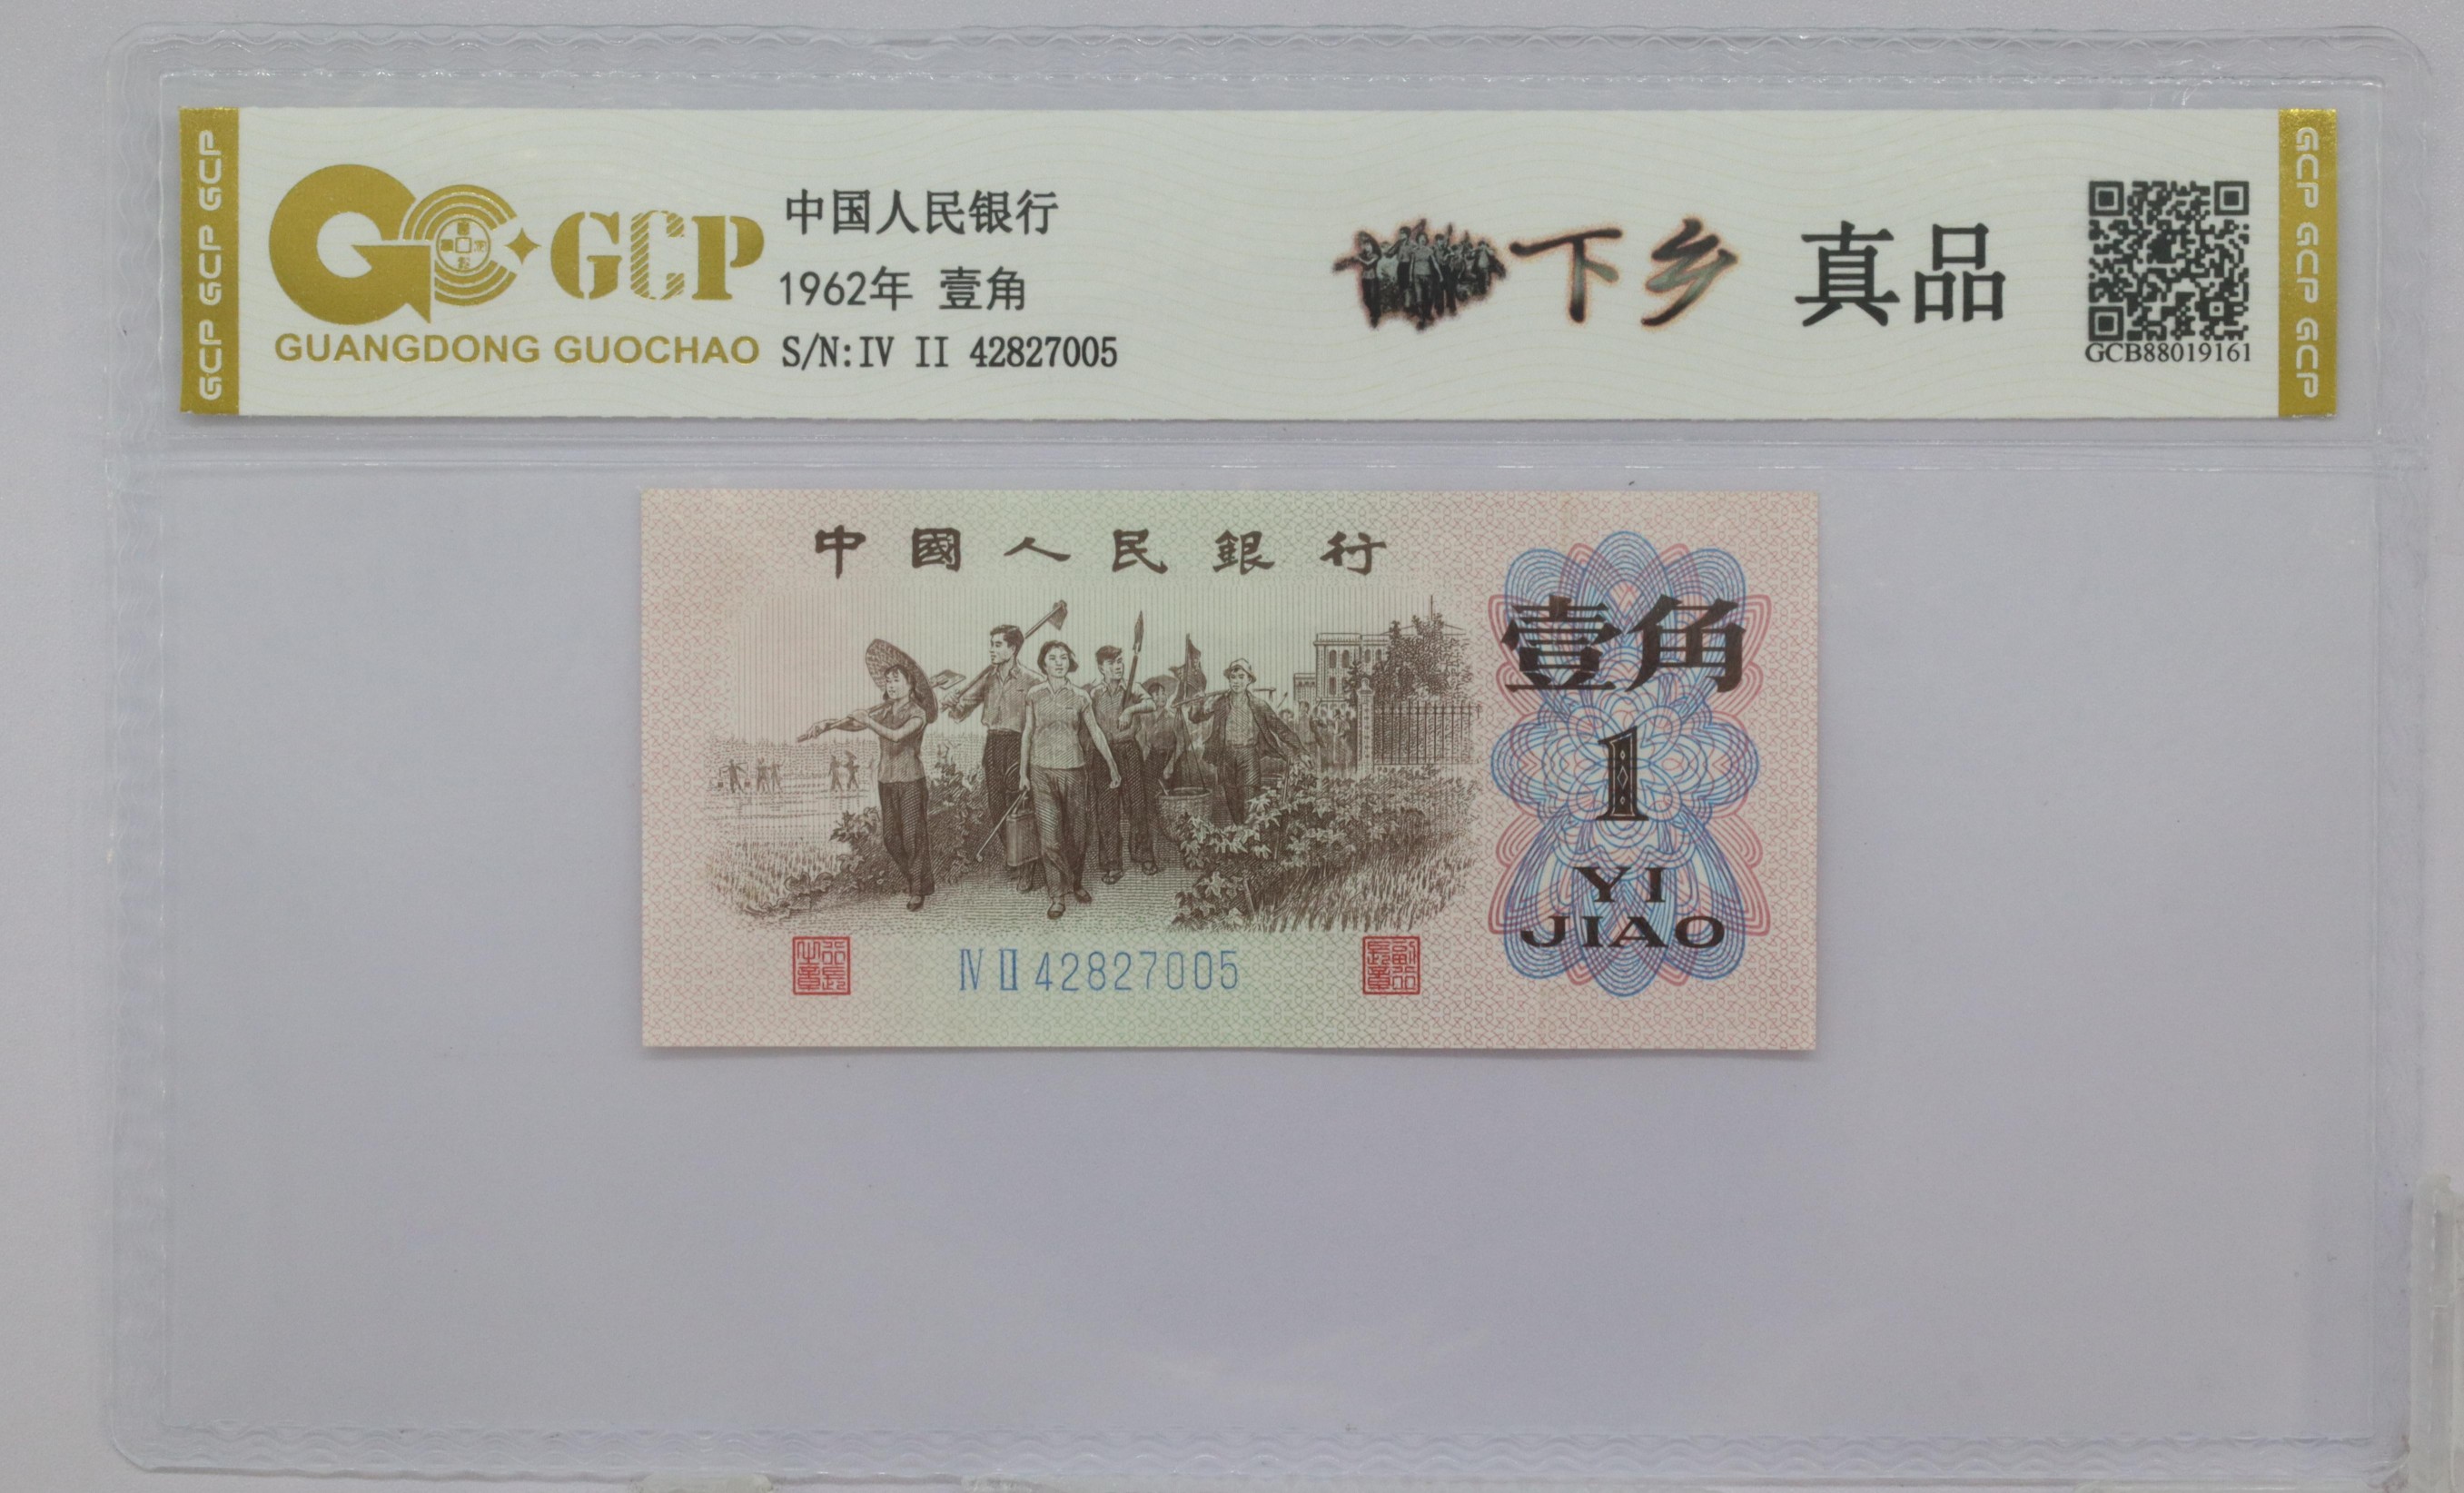 GCP GCP GCP
GCP
GUANGDONG GUOCHAO
中国人民银行
1962年 壹角
S/N:IV II 42827005
下乡 真品
GCB88019161
GCP GCP GCP
中國人民銀行
壹角
1
YI
JIAO
IV II 42827005